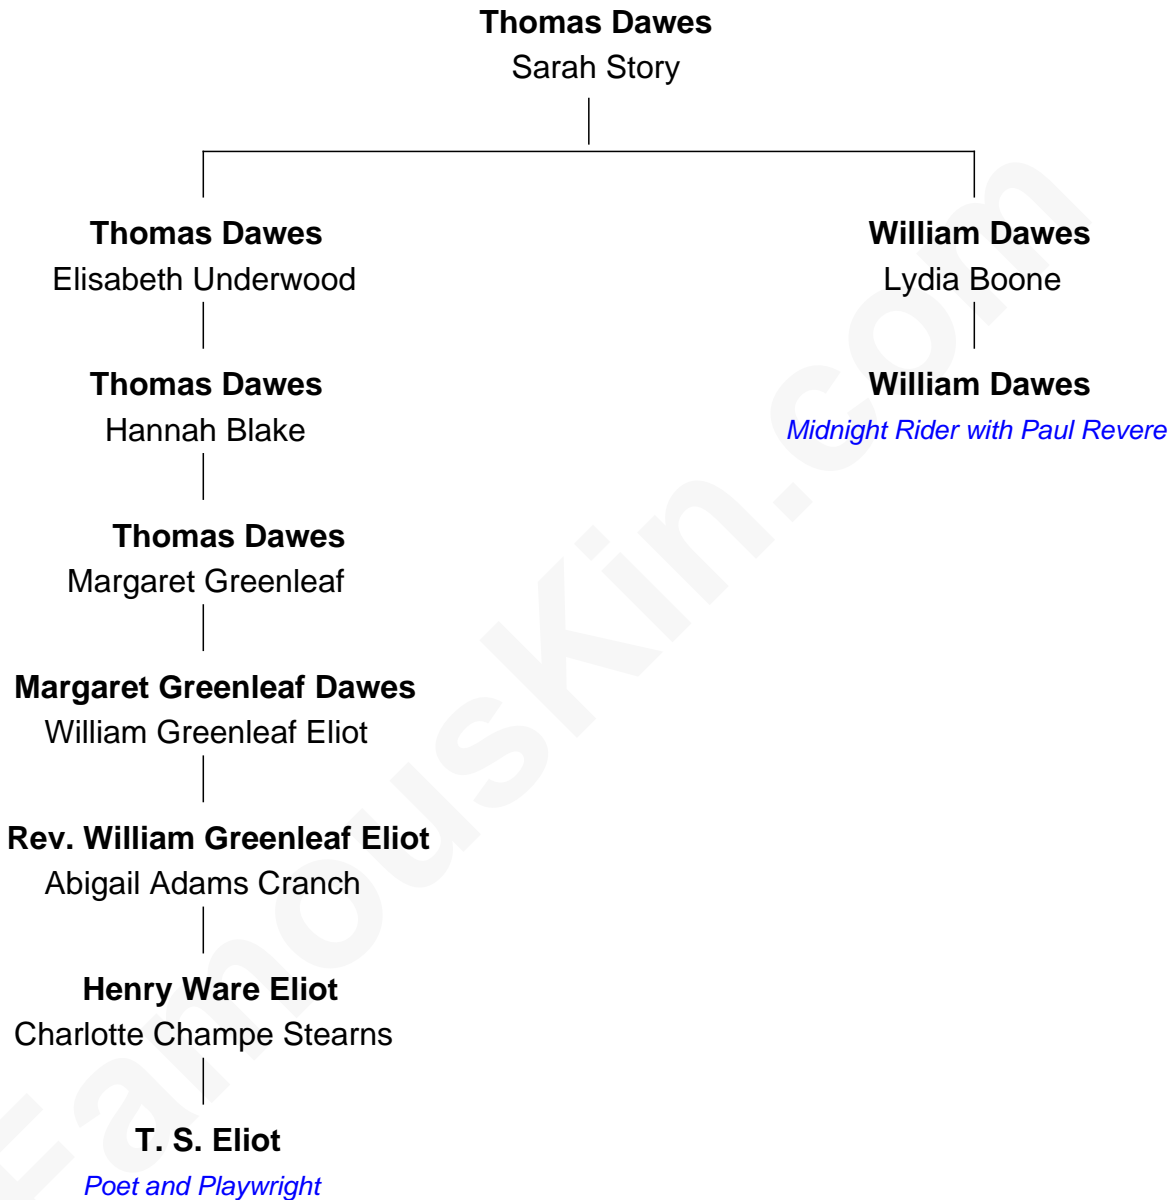 Thomas Dawes
Sarah Story
Thomas Dawes
Elisabeth Underwood
William Dawes
Lydia Boone
Thomas Dawes
Hannah Blake
William Dawes
Midnight Rider with Paul Revere
Thomas Dawes
Margaret Greenleaf
Margaret Greenleaf Dawes
William Greenleaf Eliot
Rev. William Greenleaf Eliot
Abigail Adams Cranch
Henry Ware Eliot
Charlotte Champe Stearns
T. S. Eliot
Poet and Playwright
FamousKin.com